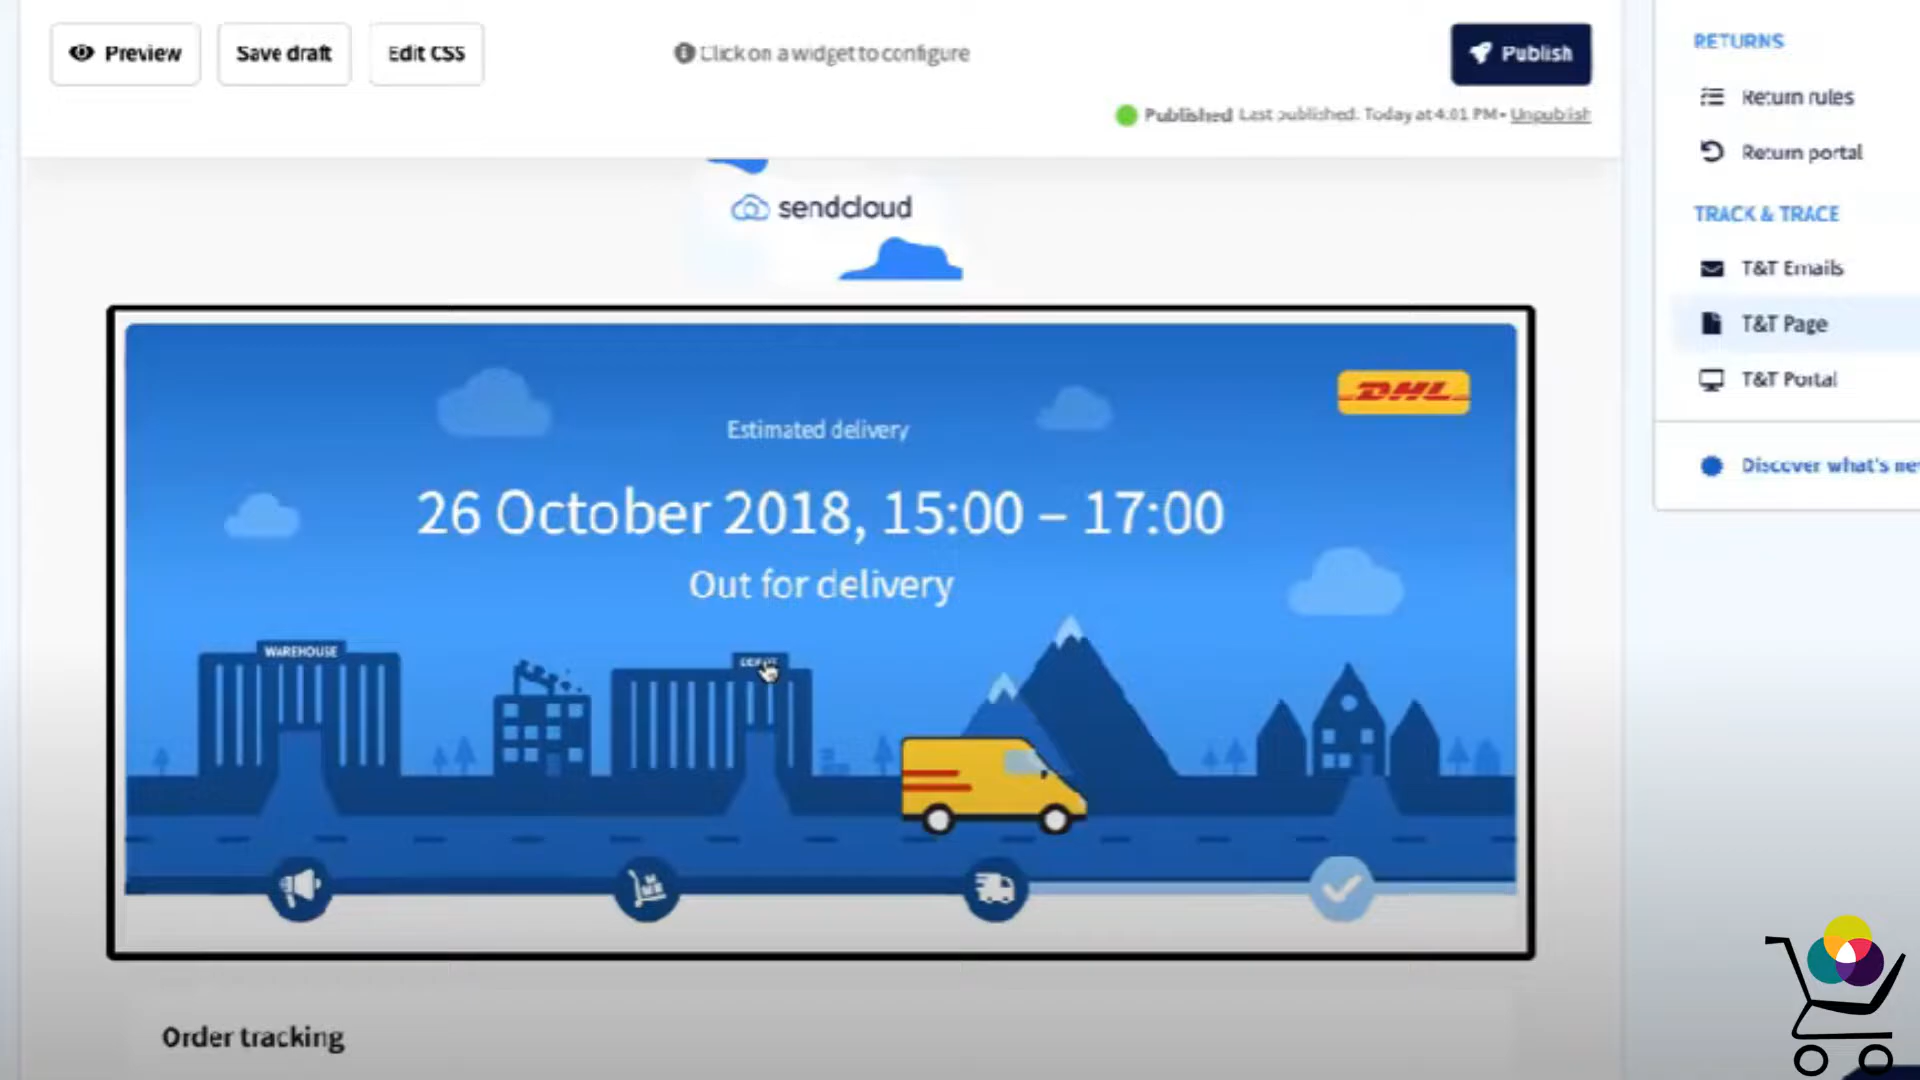 Preview
Save draft
Edit CSS
Click on a widget to configure
Publish
Published Last published: Today at 4:01 PM • Unpublish
sendcloud
DHL
Estimated delivery
26 October 2018, 15:00 – 17:00
Out for delivery
WAREHOUSE
Order tracking
RETURNS
Return rules
Return portal
TRACK & TRACE
T&T Emails
T&T Page
T&T Portal
Discover what's